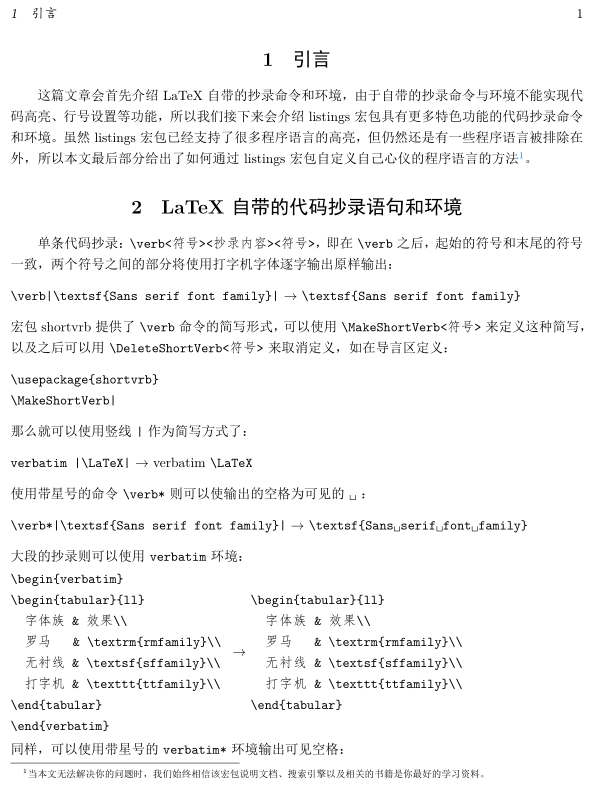 1 引言 1
1 引言
这篇文章会首先介绍 LaTeX 自带的抄录命令和环境，由于自带的抄录命令与环境不能实现代
码高亮、行号设置等功能，所以我们接下来会介绍 listings 宏包具有更多特色功能的代码抄录命令
和环境。虽然 listings 宏包已经支持了很多程序语言的高亮，但仍然还是有一些程序语言被排除在
外，所以本文最后部分给出了如何通过 listings 宏包自定义自己心仪的程序语言的方法1。
2 LaTeX 自带的代码抄录语句和环境
单条代码抄录：\verb<符号><抄录内容><符号>，即在 \verb 之后，起始的符号和末尾的符号
一致，两个符号之间的部分将使用打字机字体逐字输出原样输出：
\verb|\textsf{Sans serif font family}| → \textsf{Sans serif font family}
宏包 shortvrb 提供了 \verb 命令的简写形式，可以使用 \MakeShortVerb<符号> 来定义这种简写，
以及之后可以用 \DeleteShortVerb<符号> 来取消定义，如在导言区定义：
\usepackage{shortvrb}
\MakeShortVerb|
那么就可以使用竖线 | 作为简写方式了：
verbatim |\LaTeX| → verbatim \LaTeX
使用带星号的命令 \verb* 则可以使输出的空格为可见的 ␣：
\verb*|\textsf{Sans serif font family}| → \textsf{Sans␣serif␣font␣family}
大段的抄录则可以使用 verbatim 环境：
\begin{verbatim}
\begin{tabular}{ll} \begin{tabular}{ll}
字体族 & 效果\\ 字体族 & 效果\\
罗马 & \textrm{rmfamily}\\ 罗马 & \textrm{rmfamily}\\
无衬线 & \textsf{sffamily}\\ → 无衬线 & \textsf{sffamily}\\
打字机 & \texttt{ttfamily}\\ 打字机 & \texttt{ttfamily}\\
\end{tabular} \end{tabular}
\end{verbatim}
同样，可以使用带星号的 verbatim* 环境输出可见空格：
1当本文无法解决你的问题时，我们始终相信该宏包说明文档、搜索引擎以及相关的书籍是你最好的学习资料。